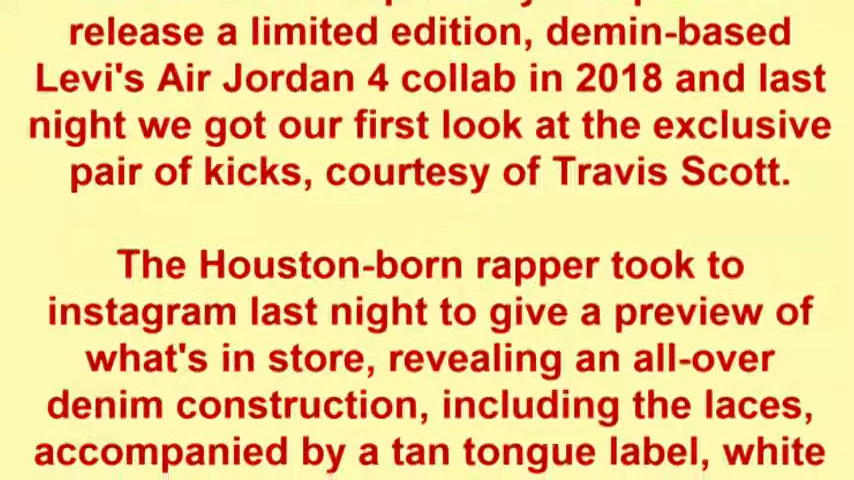 release a limited edition, demin-based
Levi's Air Jordan 4 collab in 2018 and last
night we got our first look at the exclusive
pair of kicks, courtesy of Travis Scott.
The Houston-born rapper took to
instagram last night to give a preview of
what's in store, revealing an all-over
denim construction, including the laces,
accompanied by a tan tongue label, white